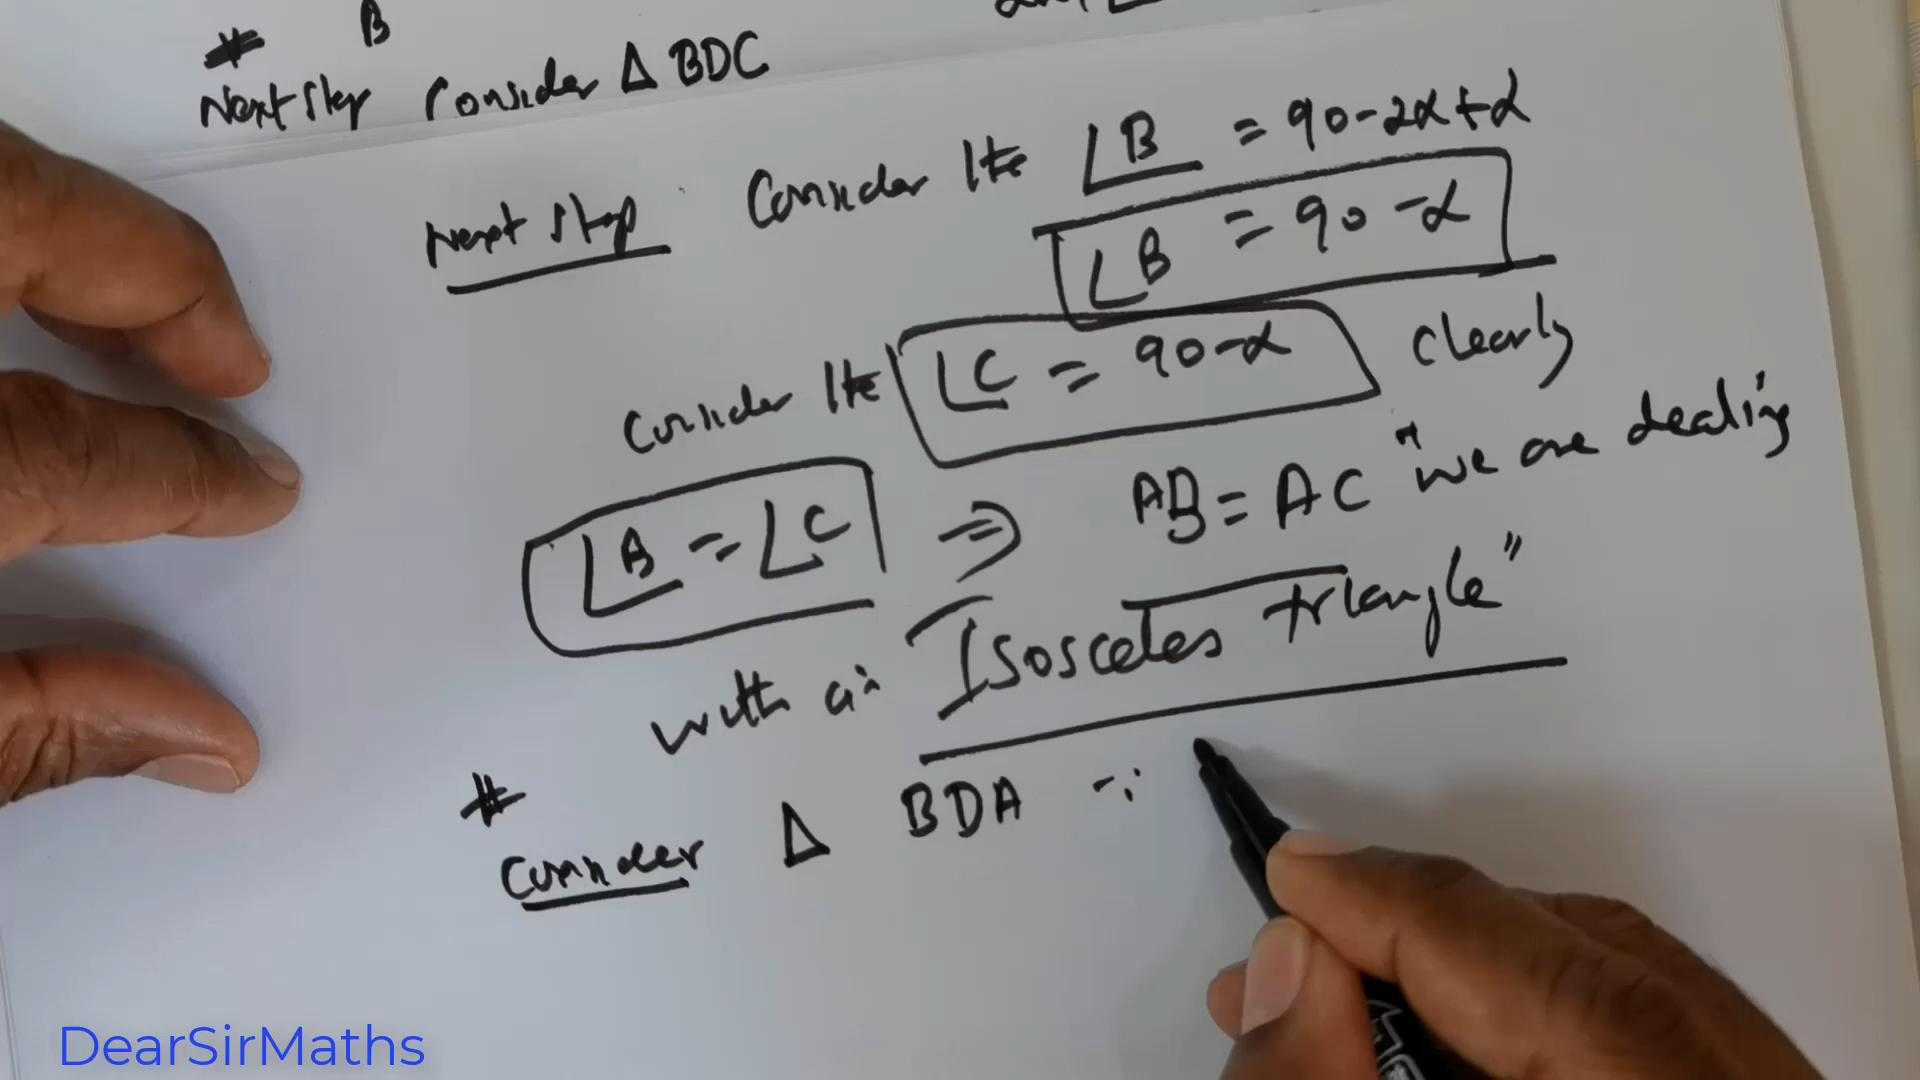 B
Next step Consider Δ BDC
Next step Consider the ∠B = 90-2α+α
∠B = 90-α
Consider the ∠C = 90-α clearly
∠B = ∠C ⇒ AB = AC "we are dealing
with an Isosceles triangle"
#
Consider Δ BDA
DearSirMaths